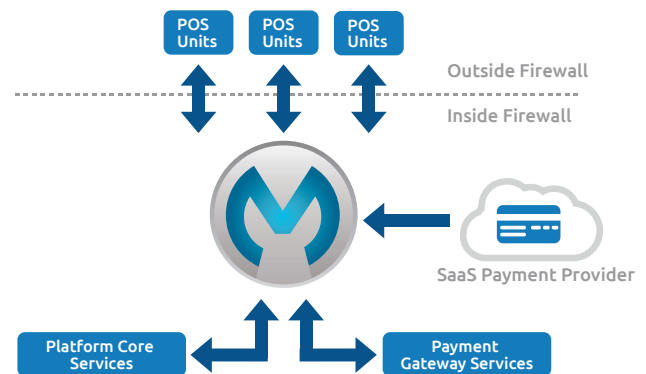 POS
Units
POS
Units
POS
Units
Outside Firewall
Inside Firewall
SaaS Payment Provider
Platform Core
Services
Payment
Gateway Services